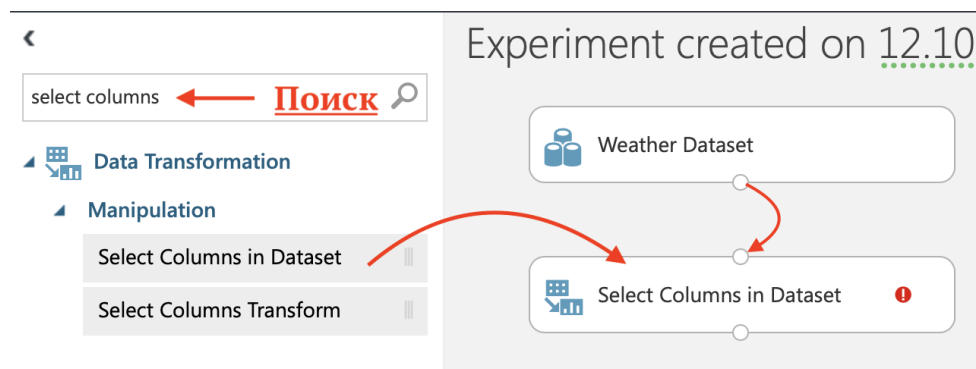 Experiment created on 12.10
select columns
Поиск
Data Transformation
Manipulation
Select Columns in Dataset
Select Columns Transform
Weather Dataset
Select Columns in Dataset